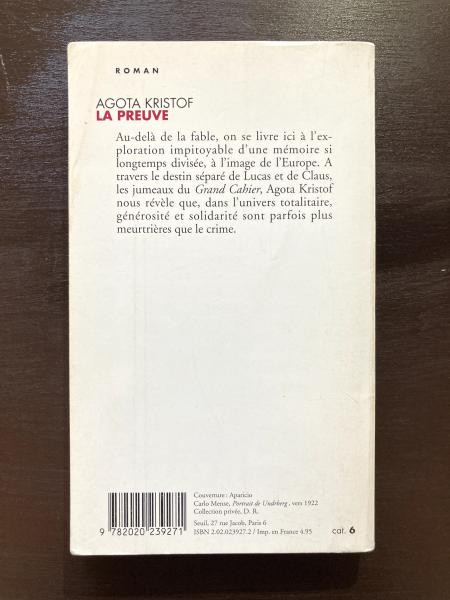 ROMAN
AGOTA KRISTOF
LA PREUVE
Au-delà de la fable, on se livre ici à l'ex-
ploration impitoyable d'une mémoire si
longtemps divisée, à l'image de l'Europe. A
travers le destin séparé de Lucas et de Claus,
les jumeaux du Grand Cahier, Agota Kristof
nous révèle que, dans l'univers totalitaire,
générosité et solidarité sont parfois plus
meurtrières que le crime.
Couverture : Aparicio
Carlo Mense, Portrait de Undrberg, vers 1922
Collection privée, D. R.
Seuil, 27 rue Jacob, Paris 6
ISBN 2.02.023927.2 / Imp. en France 4.95
cat. 6
9 782020 239271